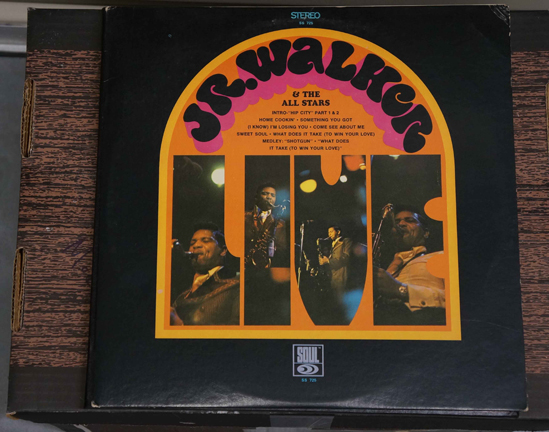 STEREO
SS 705
JR. WALKER
& THE
ALL STARS
INTRO-"HIP CITY" PART 1 & 2
HOME COOKIN' • SOMETHING YOU GOT
(I KNOW) I'M LOSING YOU • COME SEE ABOUT ME
SWEET SOUL • WHAT DOES IT TAKE (TO WIN YOUR LOVE)
MEDLEY: "SHOTGUN" • "WHAT DOES
IT TAKE (TO WIN YOUR LOVE)"
LIVE
SOUL
SS 705